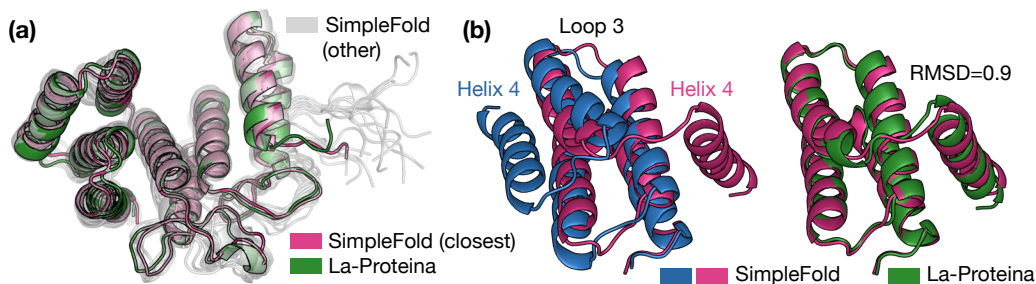 (a)
SimpleFold
(other)
SimpleFold (closest)
La-Proteina
(b)
Loop 3
Helix 4
Helix 4
RMSD=0.9
SimpleFold
La-Proteina